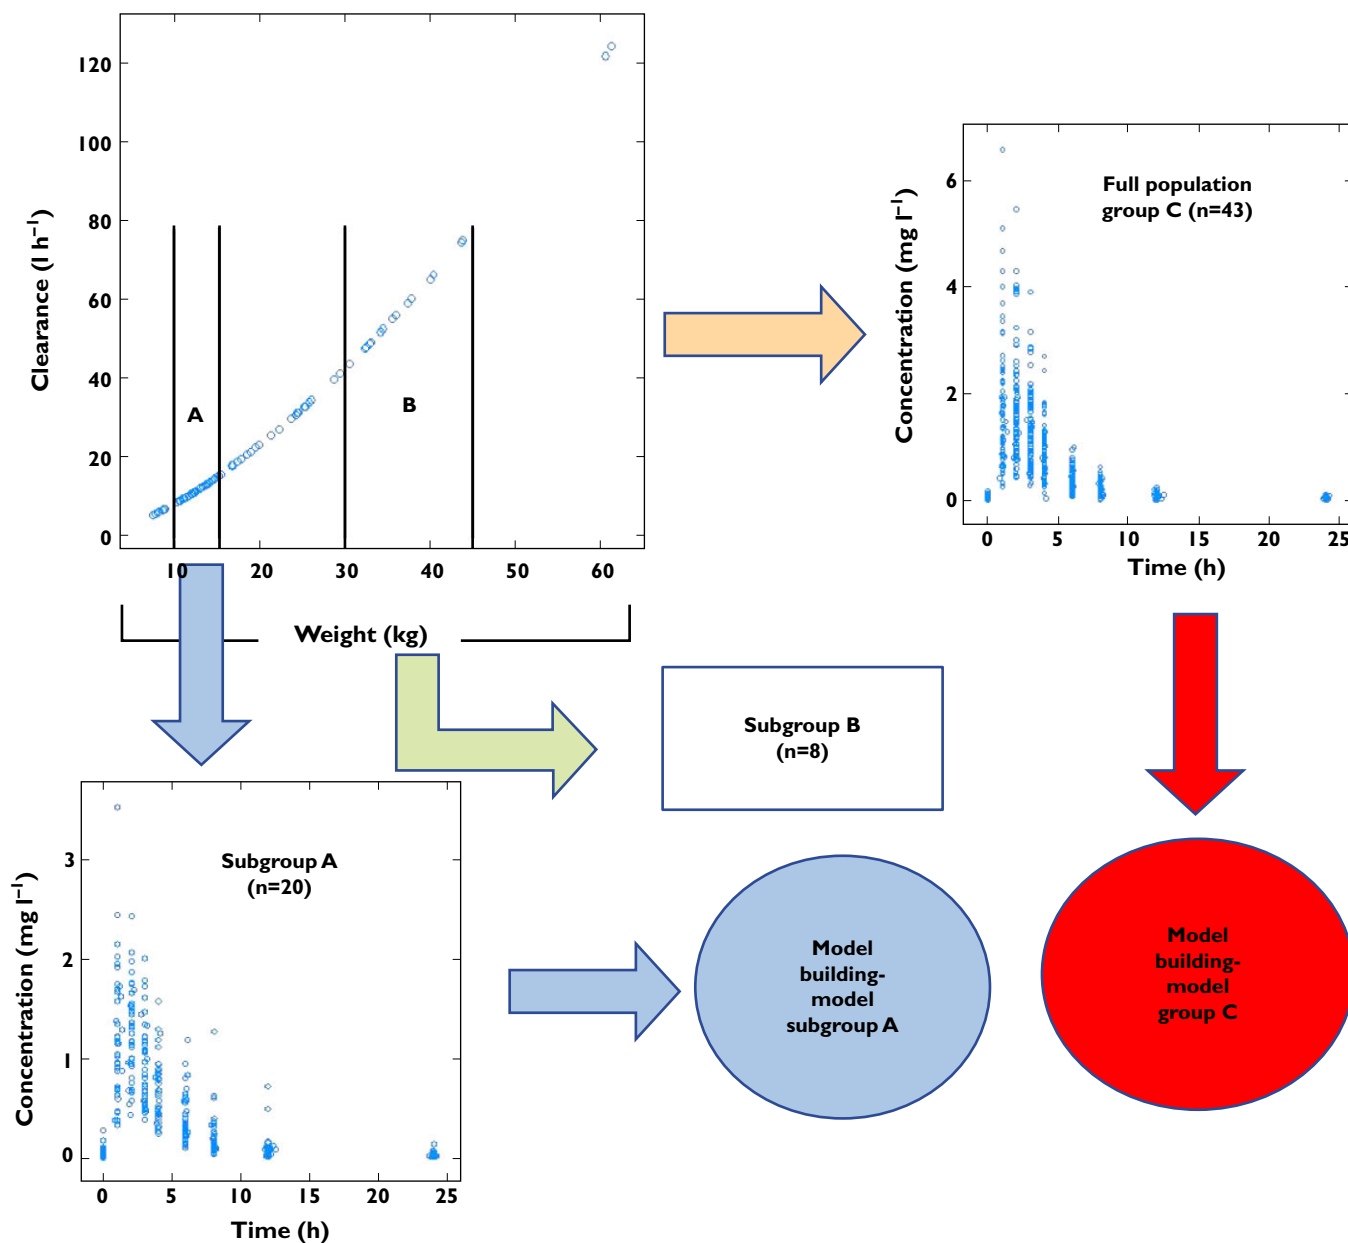 120
100
80
60
40
20
0
Clearance (l h⁻¹)
A
B
10
20
30
40
50
60
Weight (kg)
6
4
2
0
Concentration (mg l⁻¹)
Full population
group C (n=43)
0
5
10
15
20
25
Time (h)
Subgroup B
(n=8)
3
2
1
0
Concentration (mg l⁻¹)
Subgroup A
(n=20)
0
5
10
15
20
25
Time (h)
Model
building-
model
subgroup A
Model
building-
model
group C